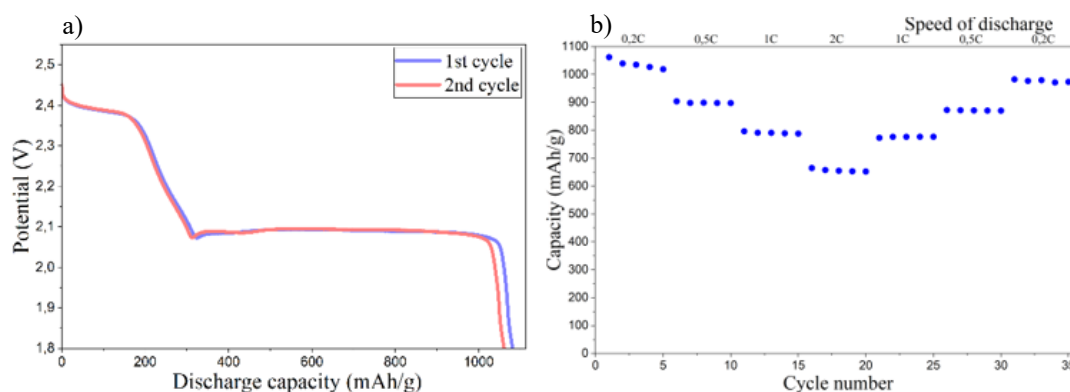 a)
2,5
2,4
2,3
2,2
2,1
2,0
1,9
1,8
Potential (V)
1st cycle
2nd cycle
0 200 400 600 800 1000
Discharge capacity (mAh/g)
b)
Speed of discharge
0,2C 0,5C 1C 2C 1C 0,5C 0,2C
1100
1000
900
800
700
600
500
400
300
200
100
0
Capacity (mAh/g)
0 5 10 15 20 25 30 35
Cycle number